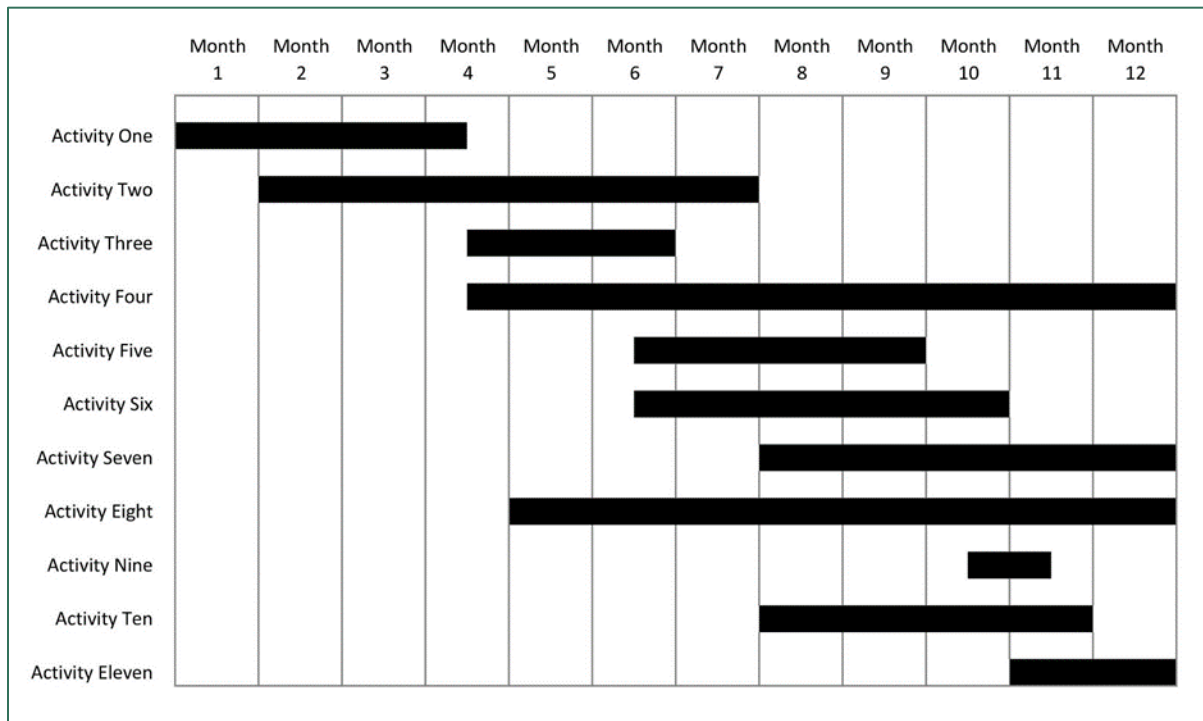 Month Month Month Month Month Month Month Month Month Month Month Month
1 2 3 4 5 6 7 8 9 10 11 12
Activity One
Activity Two
Activity Three
Activity Four
Activity Five
Activity Six
Activity Seven
Activity Eight
Activity Nine
Activity Ten
Activity Eleven